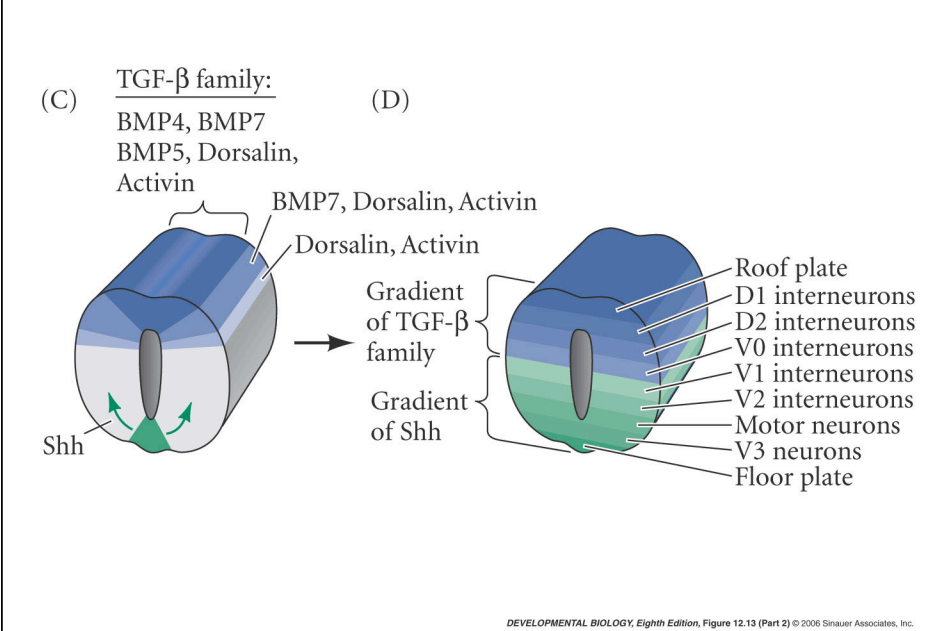 (C)
TGF-β family:
BMP4, BMP7
BMP5, Dorsalin,
Activin
BMP7, Dorsalin, Activin
Dorsalin, Activin
Shh
(D)
Gradient
of TGF-β
family
Gradient
of Shh
Roof plate
D1 interneurons
D2 interneurons
V0 interneurons
V1 interneurons
V2 interneurons
Motor neurons
V3 neurons
Floor plate
DEVELOPMENTAL BIOLOGY, Eighth Edition, Figure 12.13 (Part 2) © 2006 Sinauer Associates, Inc.